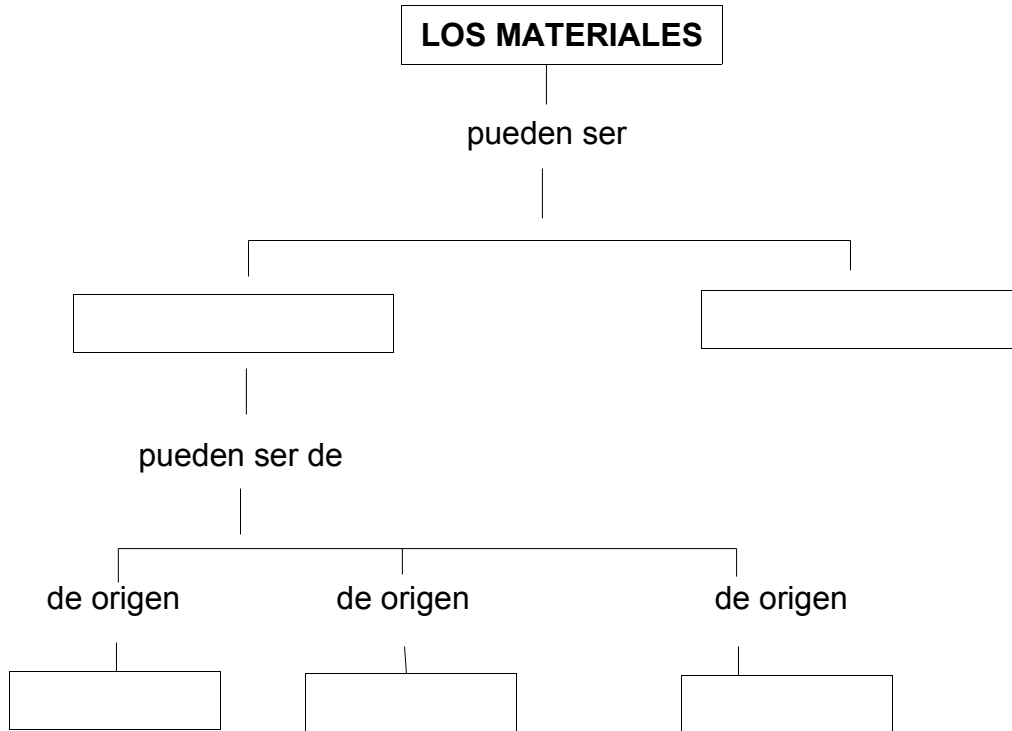 LOS MATERIALES
pueden ser
pueden ser de
de origen de origen de origen